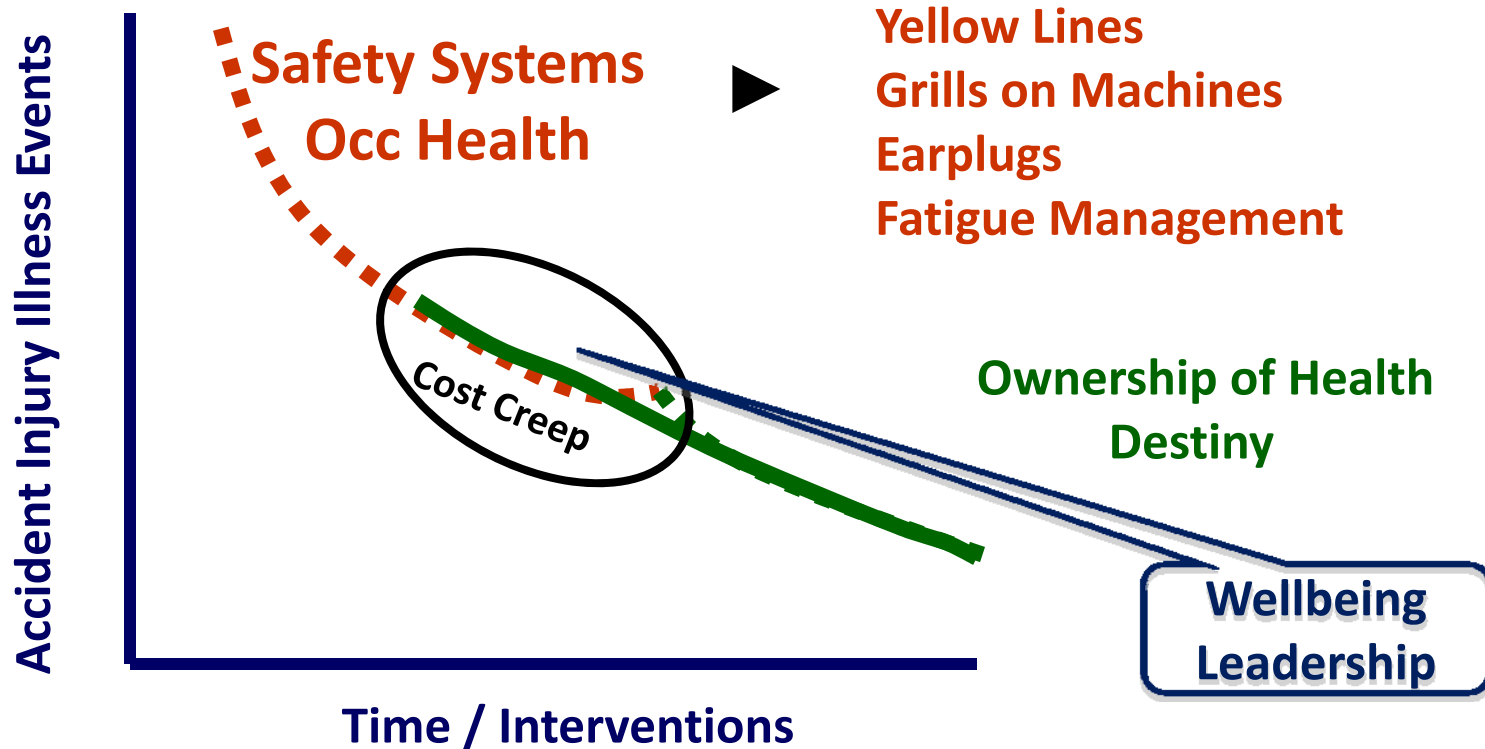 Accident Injury Illness Events
Safety Systems
Occ Health
Yellow Lines
Grills on Machines
Earplugs
Fatigue Management
Cost Creep
Ownership of Health
Destiny
Wellbeing
Leadership
Time / Interventions